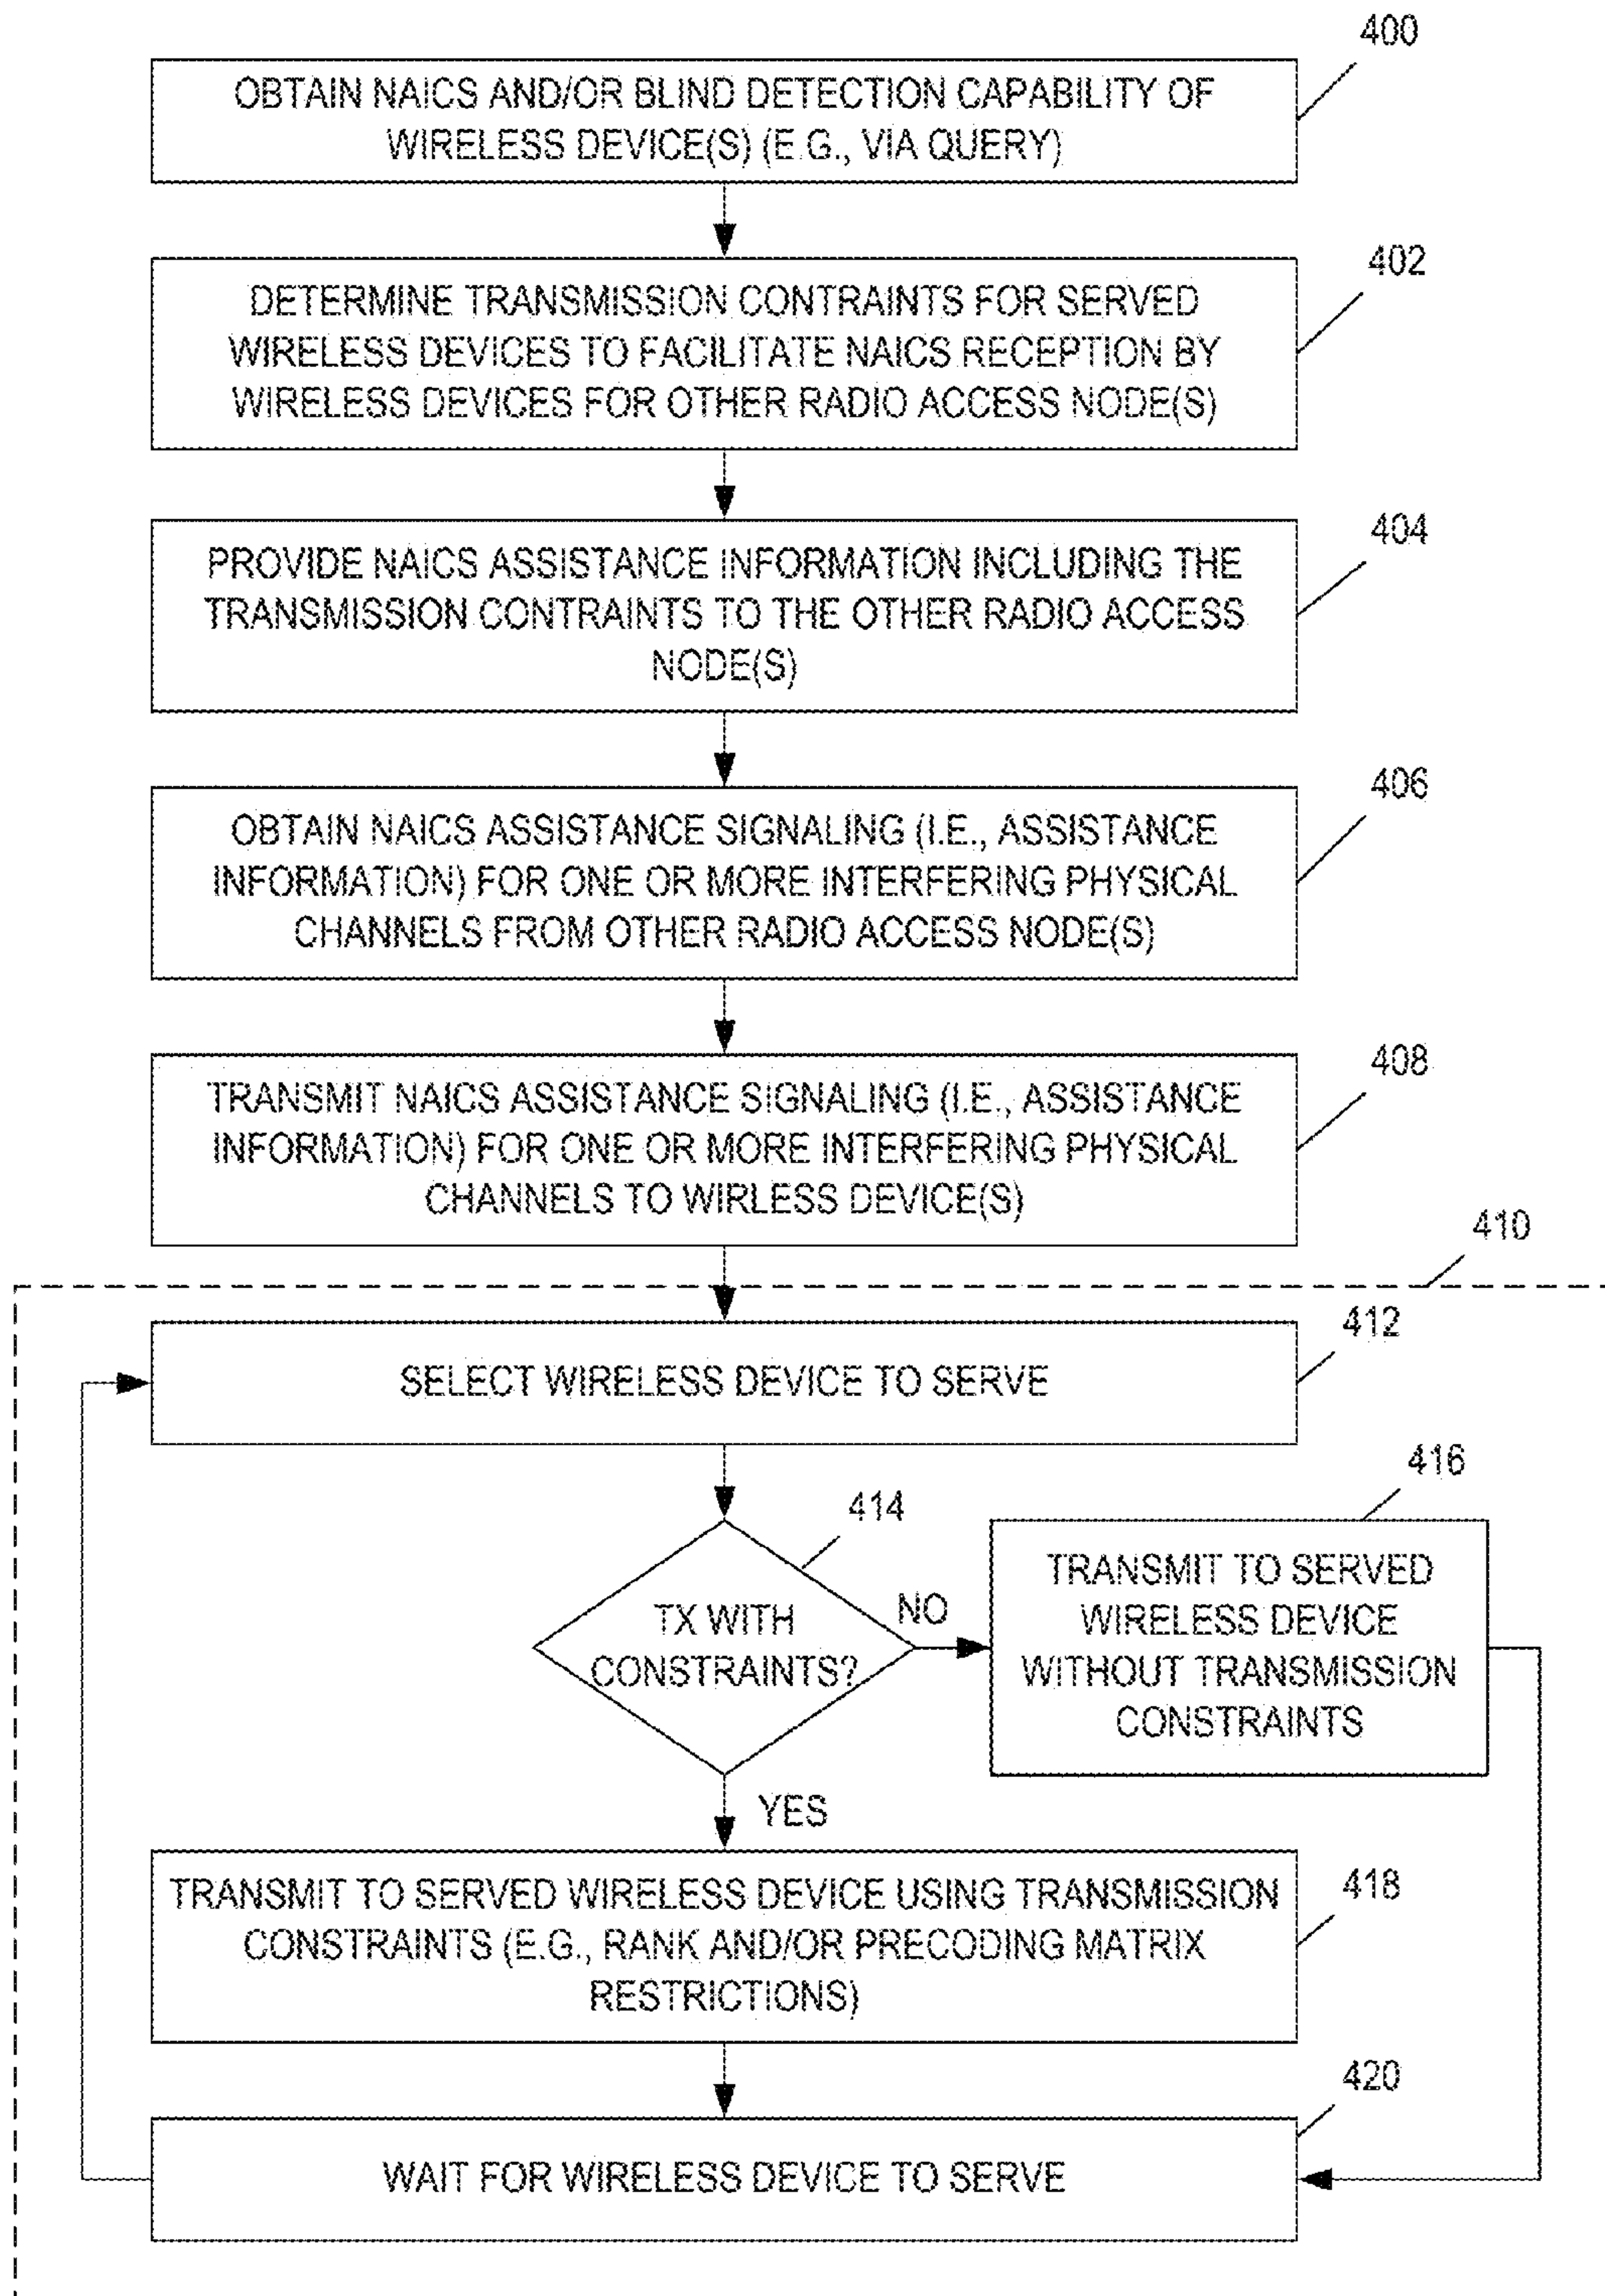 400
OBTAIN NAICS AND/OR BLIND DETECTION CAPABILITY OF
WIRELESS DEVICE(S) (E.G., VIA QUERY)
402
DETERMINE TRANSMISSION CONTRAINTS FOR SERVED
WIRELESS DEVICES TO FACILITATE NAICS RECEPTION BY
WIRELESS DEVICES FOR OTHER RADIO ACCESS NODE(S)
404
PROVIDE NAICS ASSISTANCE INFORMATION INCLUDING THE
TRANSMISSION CONTRAINTS TO THE OTHER RADIO ACCESS
NODE(S)
406
OBTAIN NAICS ASSISTANCE SIGNALING (I.E., ASSISTANCE
INFORMATION) FOR ONE OR MORE INTERFERING PHYSICAL
CHANNELS FROM OTHER RADIO ACCESS NODE(S)
408
TRANSMIT NAICS ASSISTANCE SIGNALING (I.E., ASSISTANCE
INFORMATION) FOR ONE OR MORE INTERFERING PHYSICAL
CHANNELS TO WIRLESS DEVICE(S)
410
412
SELECT WIRELESS DEVICE TO SERVE
414
TX WITH
CONSTRAINTS?
NO
416
TRANSMIT TO SERVED
WIRELESS DEVICE
WITHOUT TRANSMISSION
CONSTRAINTS
YES
418
TRANSMIT TO SERVED WIRELESS DEVICE USING TRANSMISSION
CONSTRAINTS (E.G., RANK AND/OR PRECODING MATRIX
RESTRICTIONS)
420
WAIT FOR WIRELESS DEVICE TO SERVE